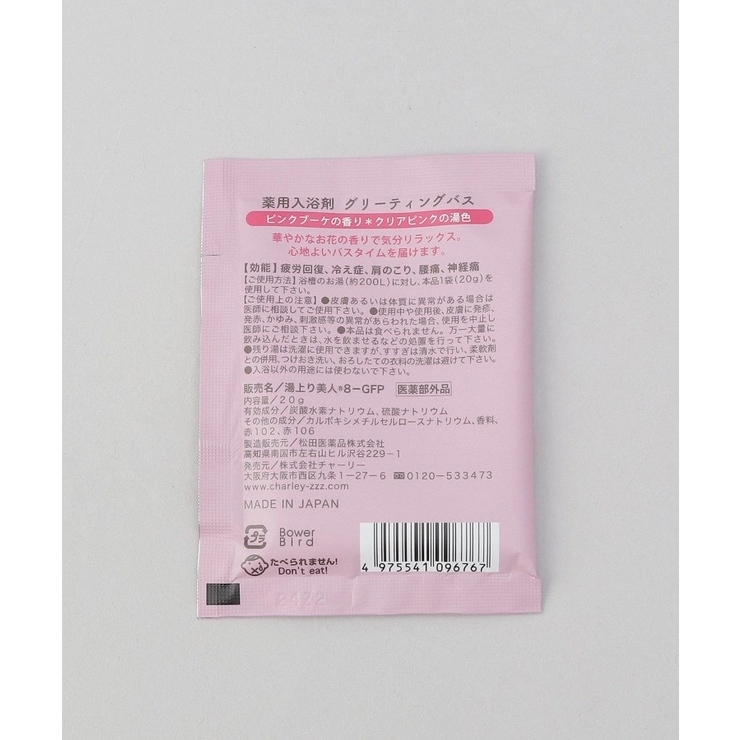 薬用入浴剤 グリーティングバス
ピンクブーケの香り＊クリアピンクの湯色
華やかなお花の香りで気分リラックス。
心地よいバスタイムを届けます。
【効能】疲労回復、冷え症、肩のこり、腰痛、神経痛
【ご使用方法】浴槽のお湯(約200L)に対し、本品1袋(20g)を
使用して下さい。
【ご使用上の注意】●皮膚あるいは体質に異常がある場合は
医師に相談してご使用下さい。●使用中や使用後、皮膚に発疹、
発赤、かゆみ、刺激感等の異常があらわれた場合、使用を中止し
医師にご相談下さい。●本品は食べられません。万一大量に
飲み込んだときは、水を飲ませるなどの処置を行って下さい。
●残り湯は洗濯に使用できますが、すすぎは清水で行い、柔軟剤
との併用、つけおき洗い、おろしたての衣料の洗濯は避けて下さい。
●入浴以外の用途には使わないで下さい。
販売名／湯上り美人®8－GFP 医薬部外品
内容量／20g
有効成分／炭酸水素ナトリウム、硫酸ナトリウム
その他の成分／カルボキシメチルセルロースナトリウム、香料、
赤102、赤106
製造販売元／松田医薬品株式会社
高知県南国市左右山ヒル沢谷229－1
発売元／株式会社チャーリー
大阪府大阪市西区九条1－27－6 0120－533473
www.charley-zzz.com
MADE IN JAPAN
プラ
Bower
Bird
たべられません!
Don't eat!
4 975541 096767
24Z2